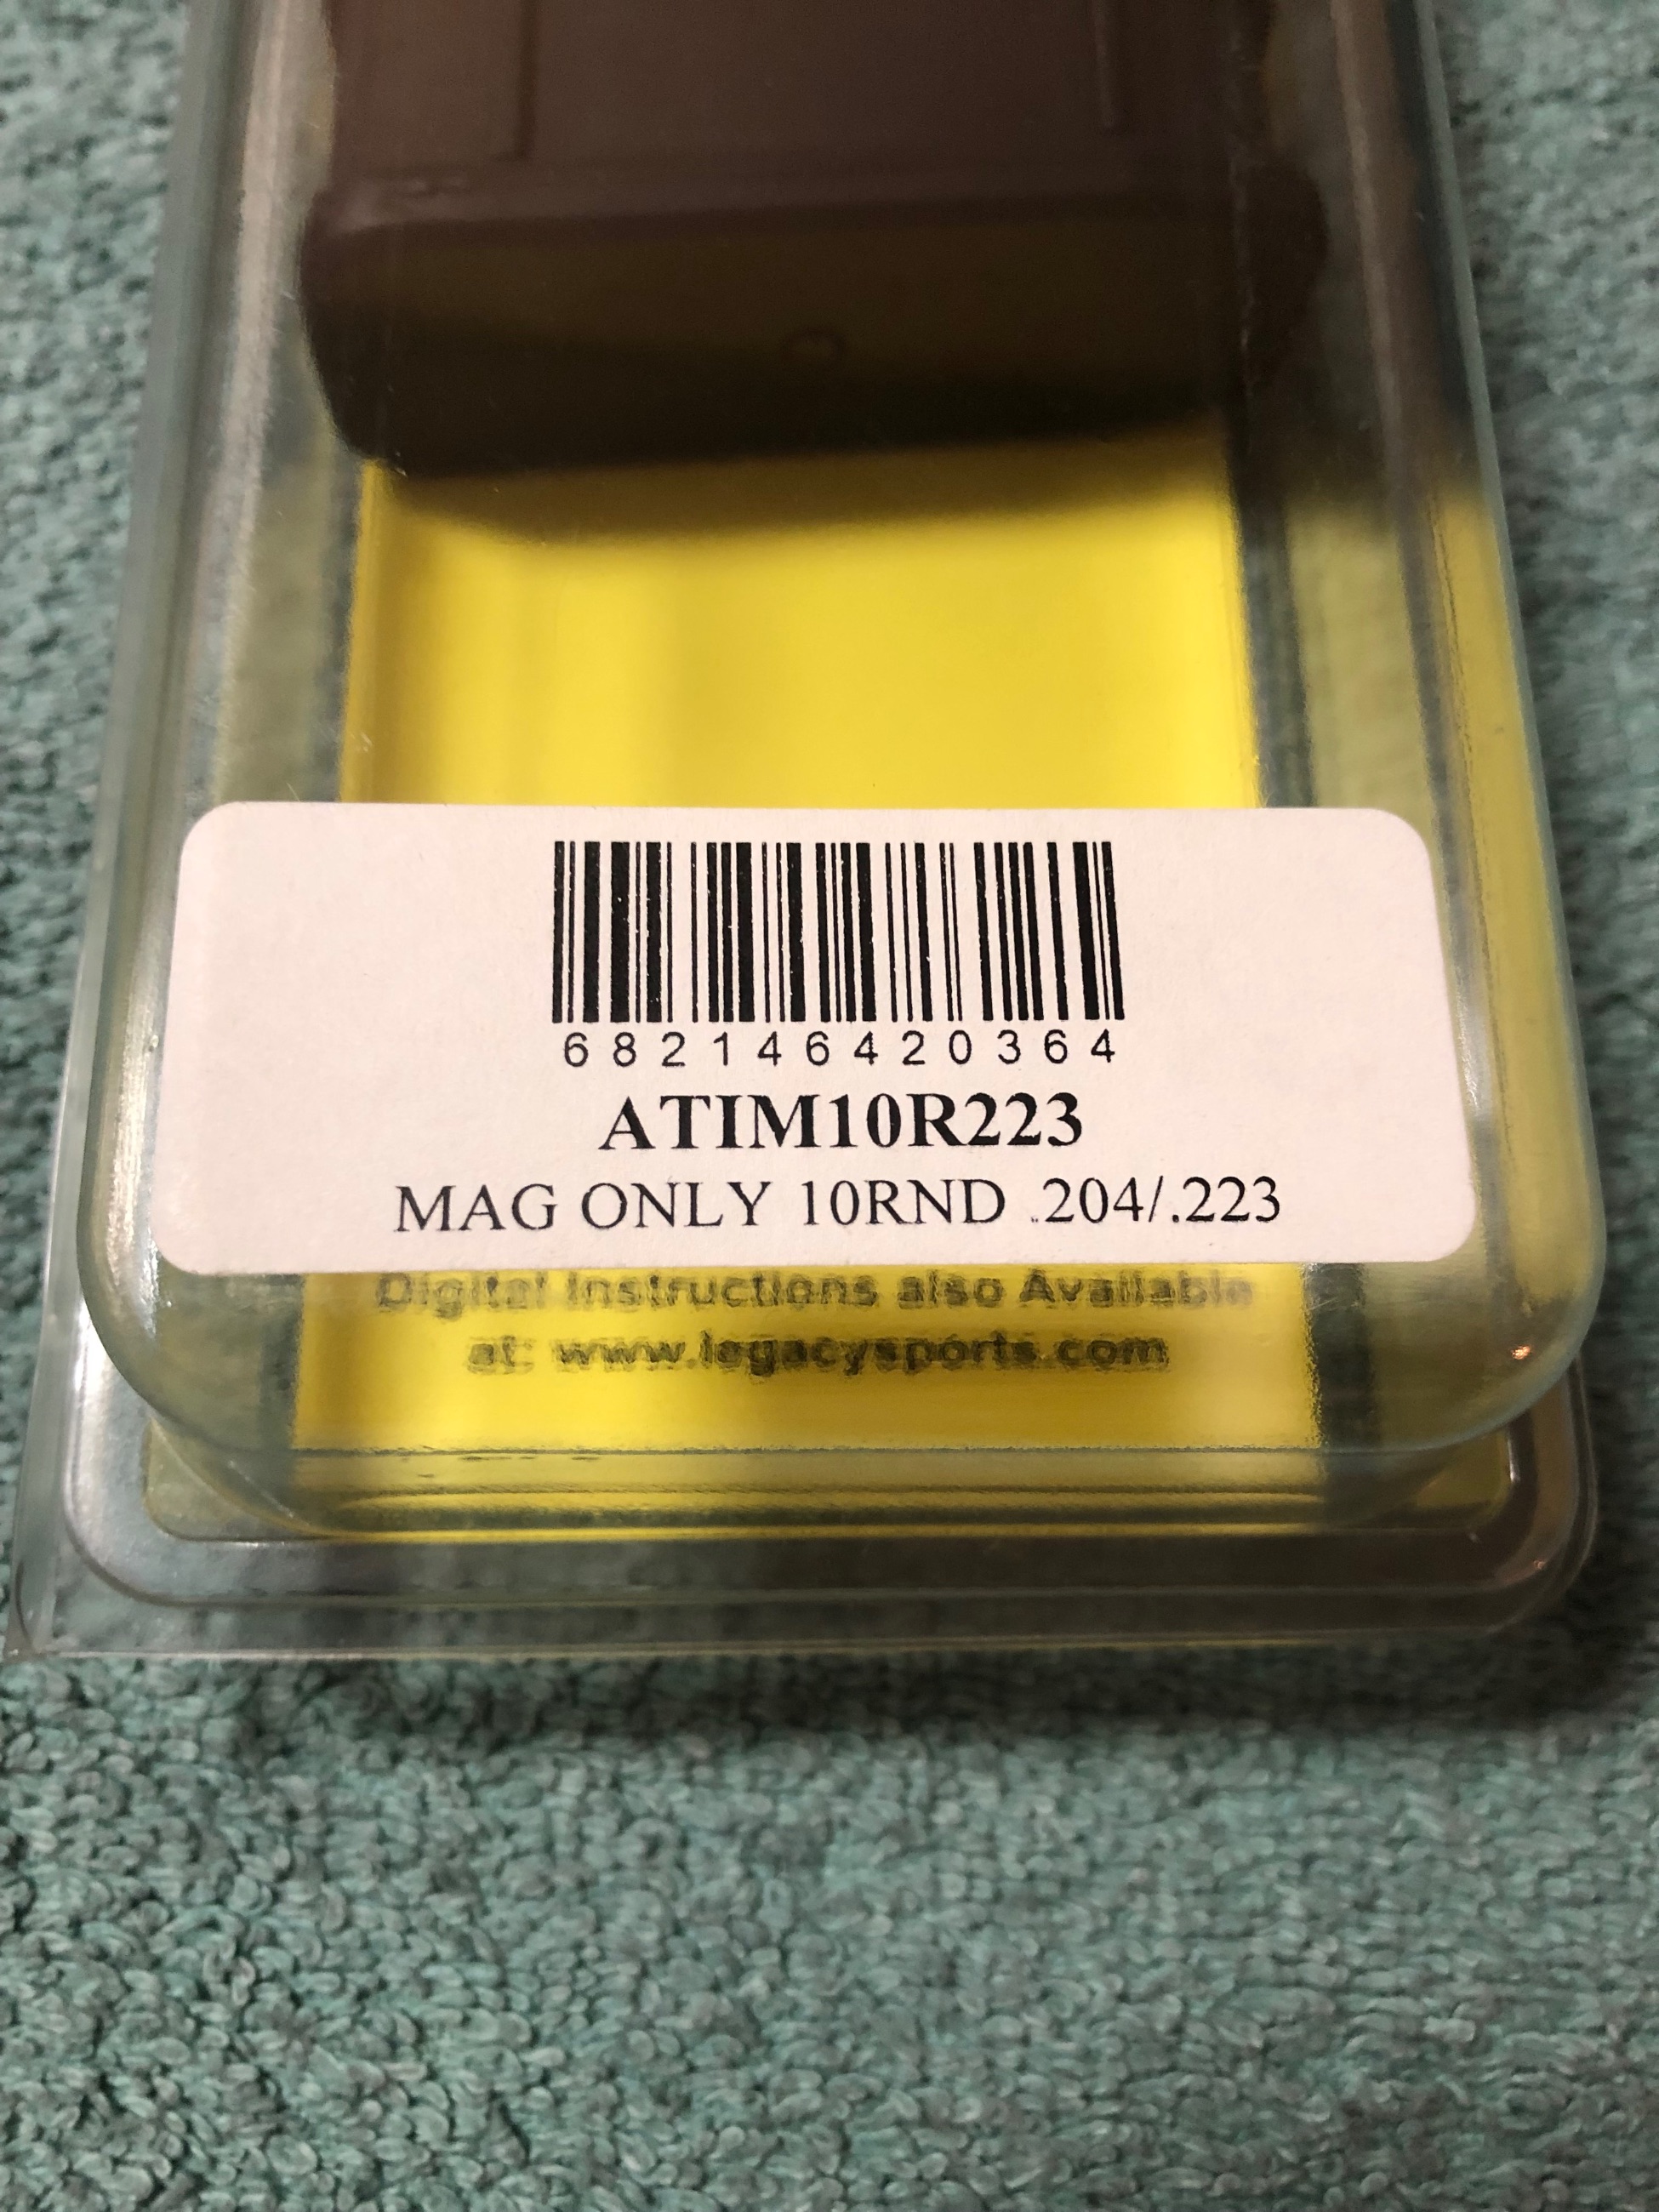 682146420364
ATIM10R223
MAG ONLY 10RND .204/.223
Digital Instructions also Available
at: www.legacysports.com